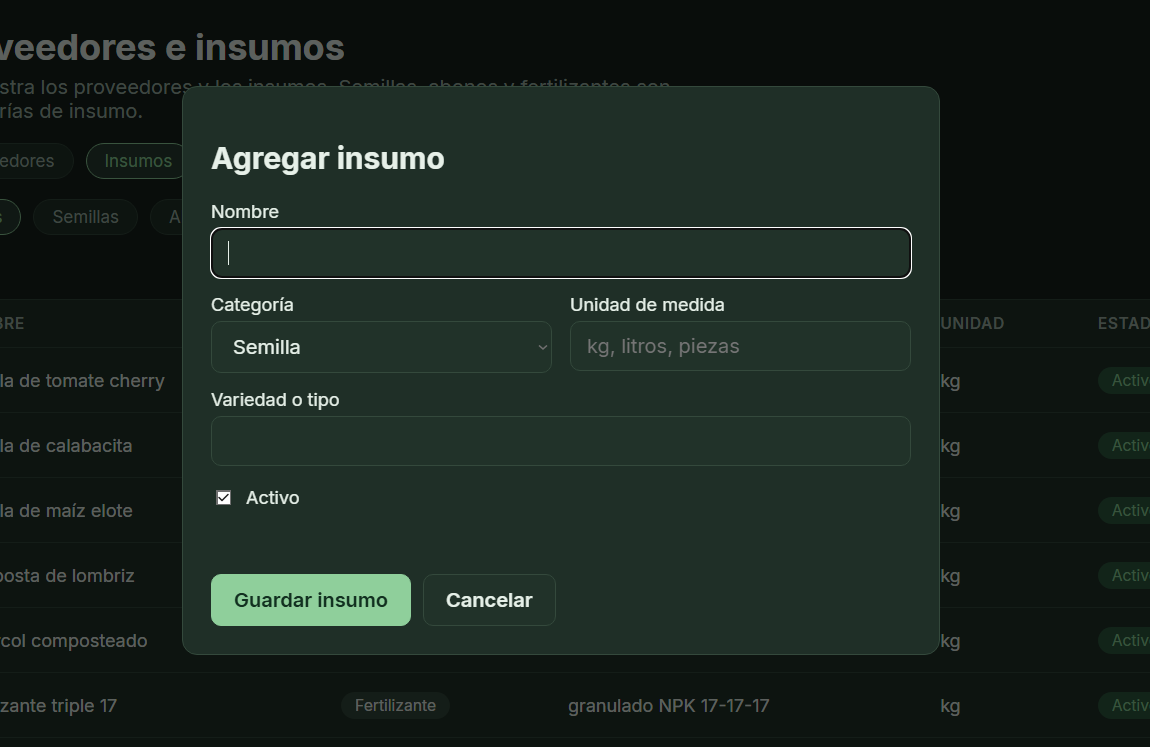 veedores e insumos
stra los proveedores y los insumos. Semillas, abonos y fertilizantes son
rías de insumo.
edores
Insumos
s
Semillas
A
Agregar insumo
Nombre
Categoría
Unidad de medida
Semilla
kg, litros, piezas
Variedad o tipo
Activo
Guardar insumo
Cancelar
BRE
UNIDAD
ESTAD
la de tomate cherry
kg
Activ
la de calabacita
kg
Activ
la de maíz elote
kg
Activ
posta de lombriz
kg
Activ
rcol composteado
kg
Activ
zante triple 17
Fertilizante
granulado NPK 17-17-17
kg
Activ